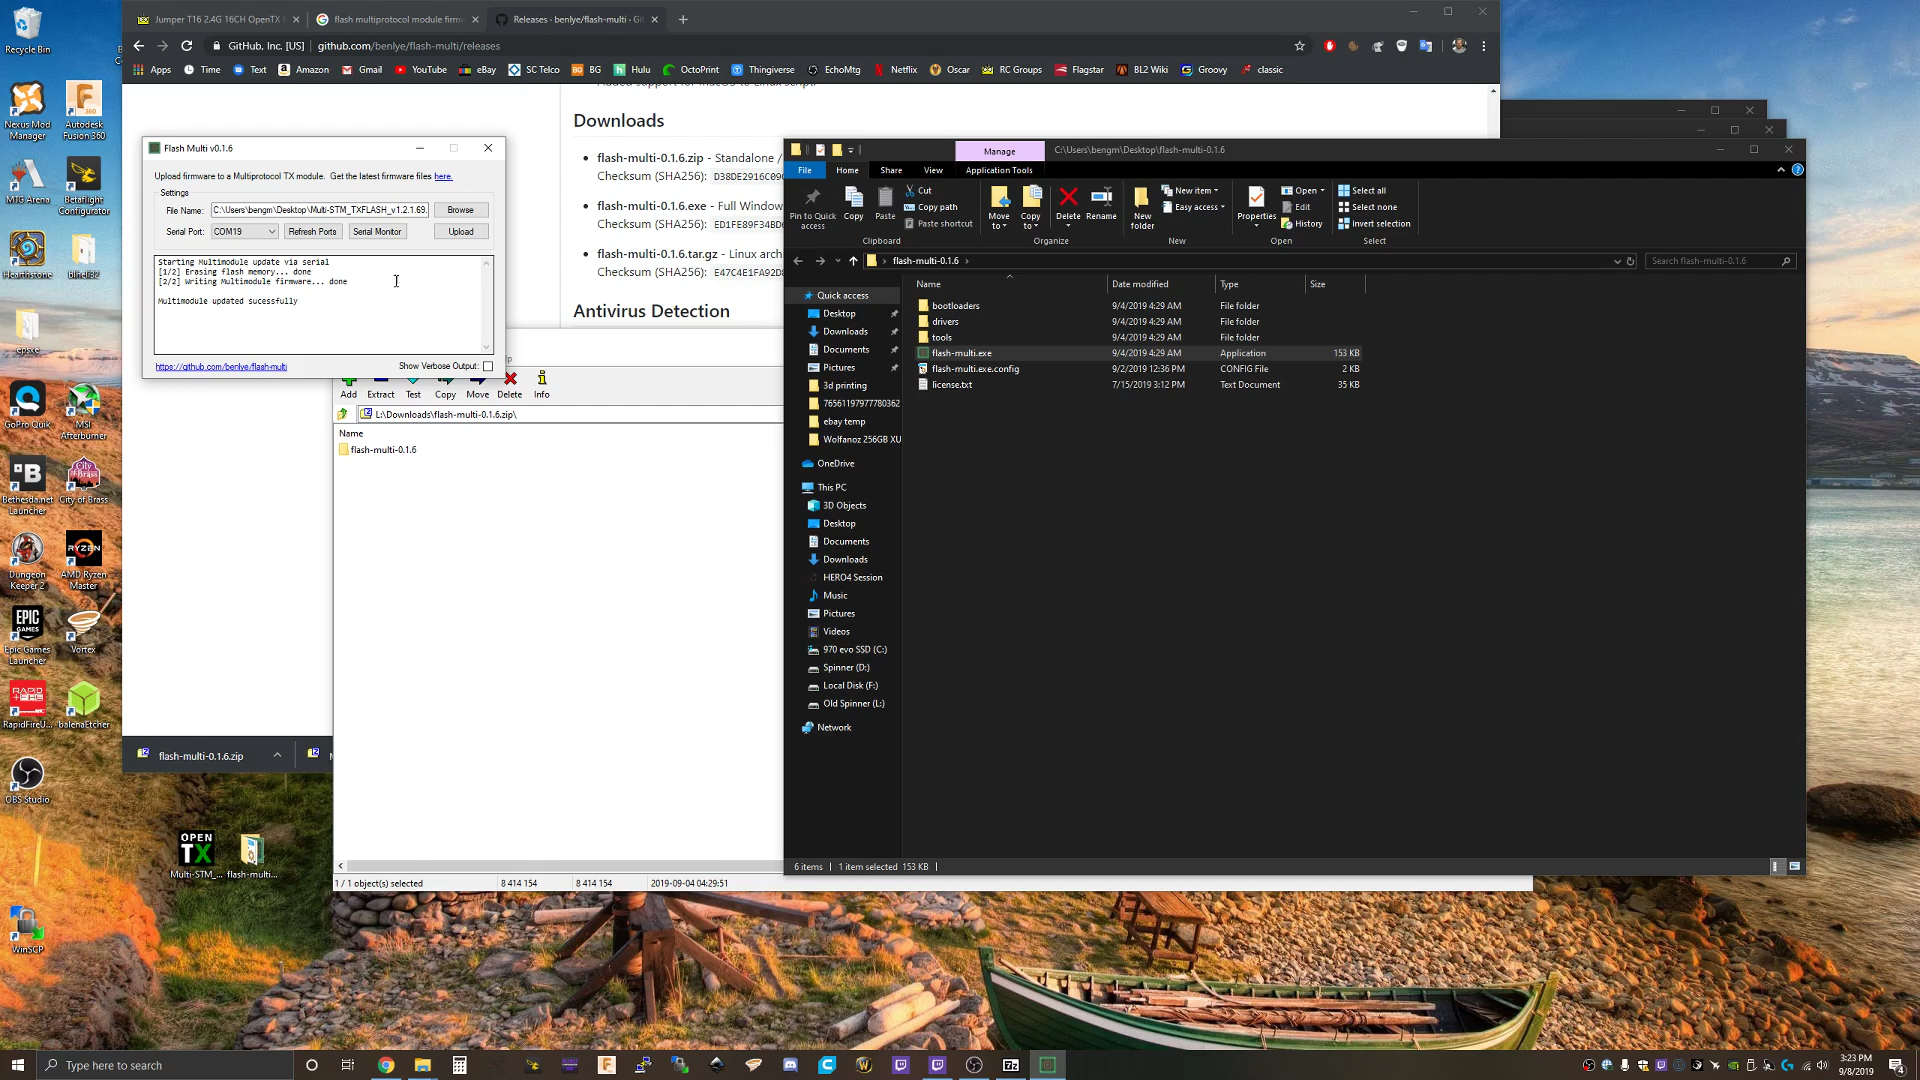 Recycle Bin
Nexus Mod Manager
Autodesk Fusion 360
MTG Arena
Betaflight Configurator
Hearthstone
blheli32
epsxe
GoPro Quik
MSI Afterburner
Bethesda.net Launcher
City of Brass
Dungeon Keeper 2
AMD Ryzen Master
Epic Games Launcher
Vortex
RapidFireU...
balenaEtcher
OBS Studio
OPEN TX
Multi-STM_...
flash-multi...
WinSCP
Jumper T16 2.4G 16CH OpenTX
flash multiprotocol module firmw
Releases · benlye/flash-multi · Gi
GitHub, Inc. [US]
github.com/benlye/flash-multi/releases
Apps
Time
Text
Amazon
Gmail
YouTube
eBay
SC Telco
BG
Hulu
OctoPrint
Thingiverse
EchoMtg
Netflix
Oscar
RC Groups
Flagstar
BL2 Wiki
Groovy
classic
Downloads
flash-multi-0.1.6.zip - Standalone /
Checksum (SHA256): D38DE2916C09
flash-multi-0.1.6.exe - Full Window
Checksum (SHA256): ED1FE89F34BD
flash-multi-0.1.6.tar.gz - Linux arch
Checksum (SHA256): E47C4E1FA92D
Antivirus Detection
Flash Multi v0.1.6
Upload firmware to a Multiprotocol TX module. Get the latest firmware files here.
Settings
File Name: C:\Users\bengm\Desktop\Multi-STM_TXFLASH_v1.2.1.69. Browse
Serial Port: COM19 Refresh Ports Serial Monitor Upload
Starting Multimodule update via serial
[1/2] Erasing flash memory... done
[2/2] Writing Multimodule firmware... done
Multimodule updated sucessfully
https://github.com/benlye/flash-multi
Show Verbose Output:
Add Extract Test Copy Move Delete Info
L:\Downloads\flash-multi-0.1.6.zip\
Name
flash-multi-0.1.6
1 / 1 object(s) selected 8 414 154 8 414 154 2019-09-04 04:29:51
flash-multi-0.1.6.zip
Manage
C:\Users\bengm\Desktop\flash-multi-0.1.6
File Home Share View Application Tools
Pin to Quick access
Copy
Paste
Cut
Copy path
Paste shortcut
Clipboard
Move to
Copy to
Delete
Rename
Organize
New folder
New item
Easy access
New
Properties
Open
Edit
History
Open
Select all
Select none
Invert selection
Select
flash-multi-0.1.6
Search flash-multi-0.1.6
Name Date modified Type Size
bootloaders 9/4/2019 4:29 AM File folder
drivers 9/4/2019 4:29 AM File folder
tools 9/4/2019 4:29 AM File folder
flash-multi.exe 9/4/2019 4:29 AM Application 153 KB
flash-multi.exe.config 9/2/2019 12:36 PM CONFIG File 2 KB
license.txt 7/15/2019 3:12 PM Text Document 35 KB
Quick access
Desktop
Downloads
Documents
Pictures
3d printing
76561197977780362
ebay temp
Wolfanoz 256GB XU
OneDrive
This PC
3D Objects
Desktop
Documents
Downloads
HERO4 Session
Music
Pictures
Videos
970 evo SSD (C:)
Spinner (D:)
Local Disk (F:)
Old Spinner (L:)
Network
6 items 1 item selected 153 KB
Type here to search
3:23 PM
9/8/2019